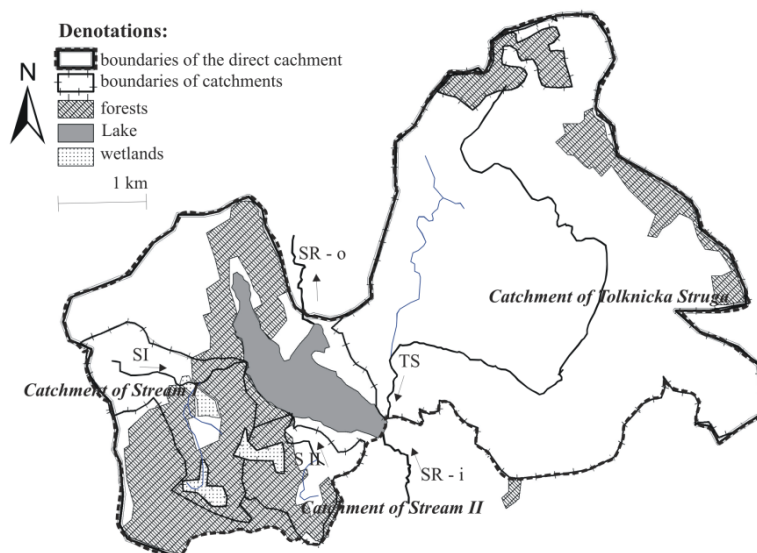 Denotations:
boundaries of the direct cachment
boundaries of catchments
forests
Lake
wetlands
N
1 km
SR - o
Catchment of Tolknicka Struga
SI
TS
Catchment of Stream I
S II
SR - i
Catchment of Stream II